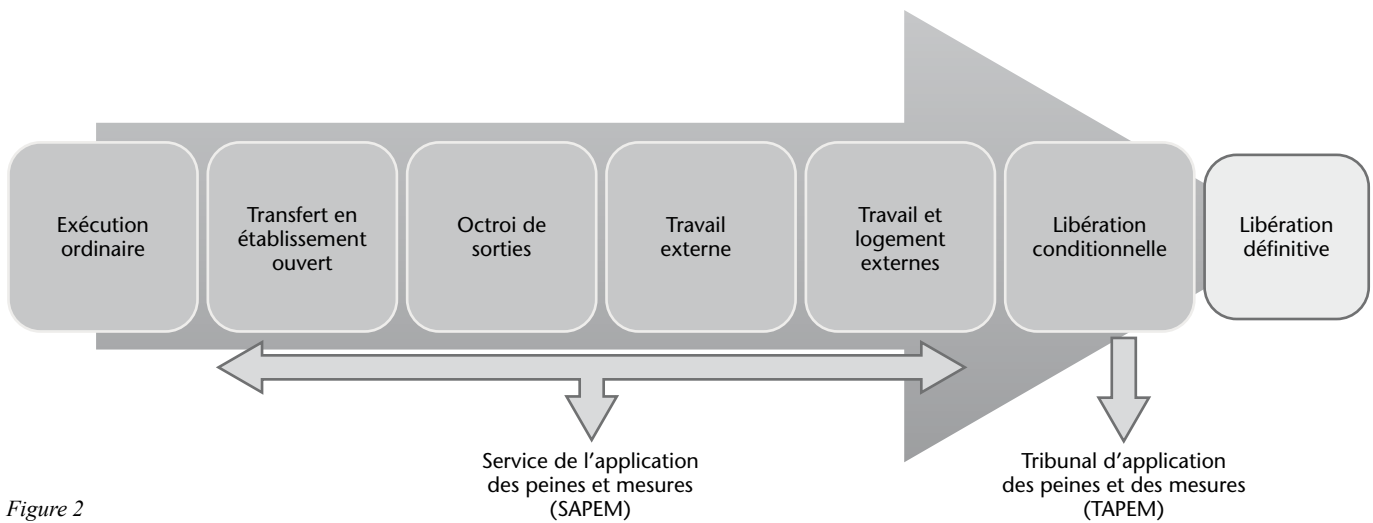 Exécution
ordinaire
Transfert en
établissement
ouvert
Octroi de
sorties
Travail
externe
Travail et
logement
externes
Libération
conditionnelle
Libération
définitive
Service de l’application
des peines et mesures
(SAPEM)
Tribunal d’application
des peines et des mesures
(TAPEM)
Figure 2